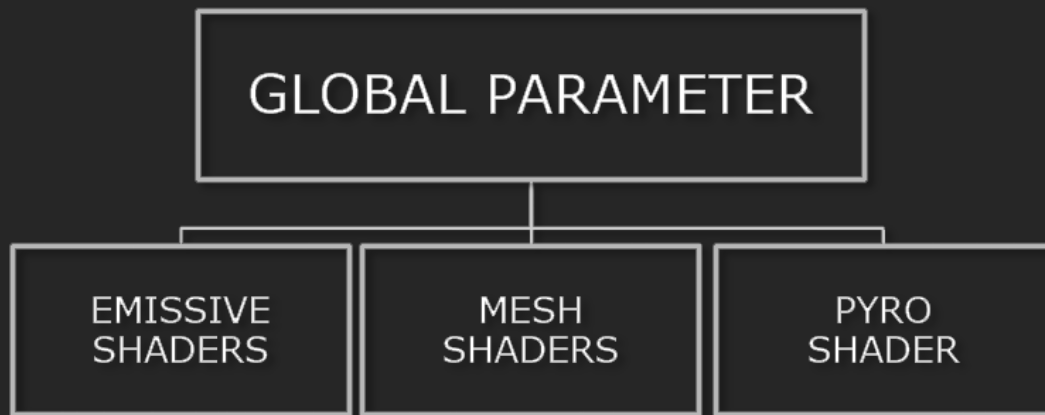 GLOBAL PARAMETER
EMISSIVE
SHADERS
MESH
SHADERS
PYRO
SHADER